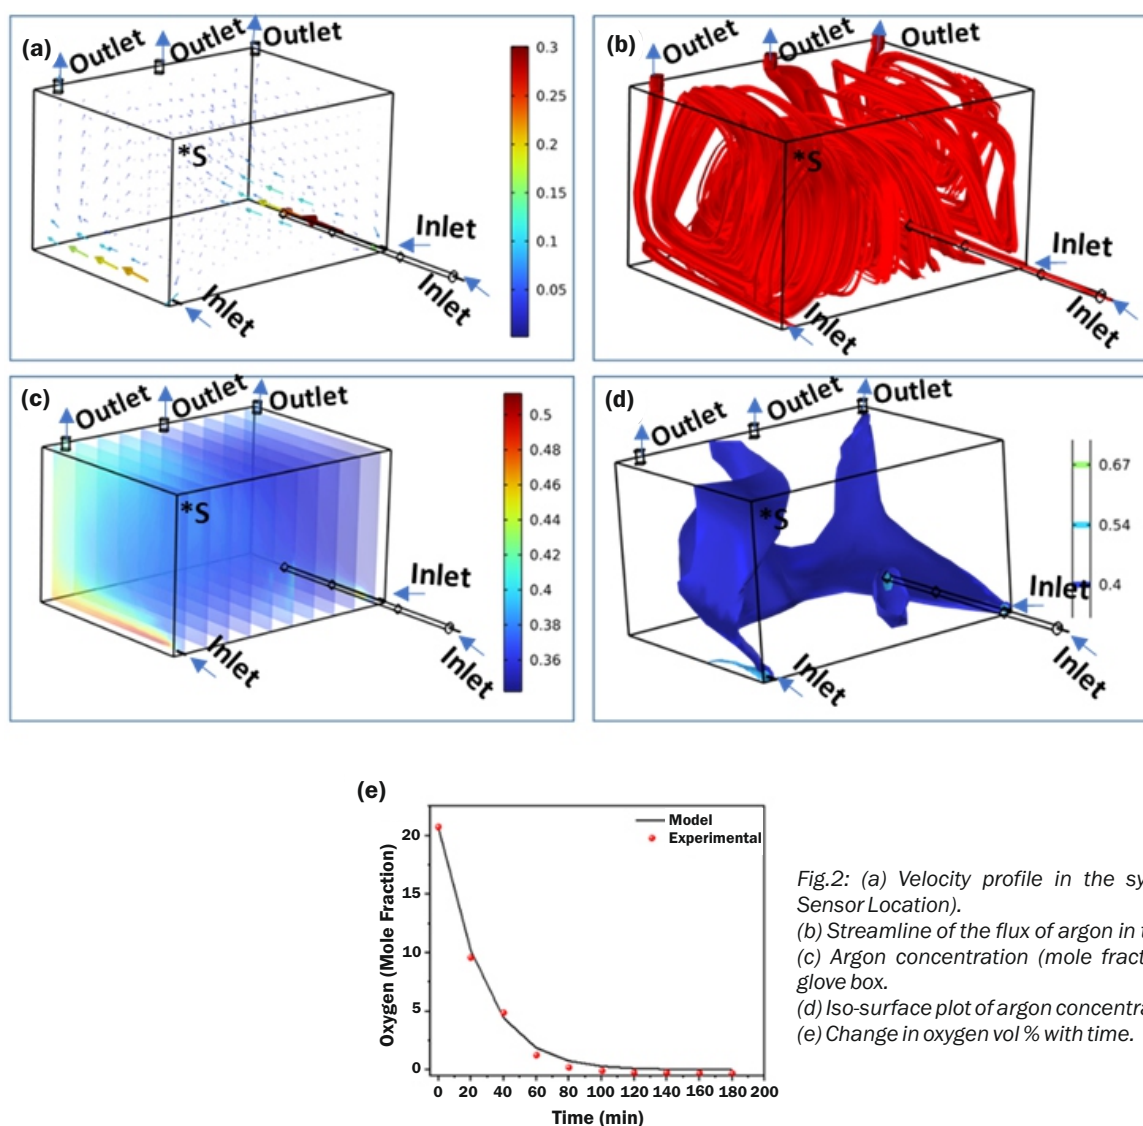 (a)
Outlet
Outlet
Outlet
*S
Inlet
Inlet
Inlet
0.3
0.25
0.2
0.15
0.1
0.05
(b)
Outlet
Outlet
Outlet
*S
Inlet
Inlet
Inlet
(c)
Outlet
Outlet
Outlet
*S
Inlet
Inlet
Inlet
0.5
0.48
0.46
0.44
0.42
0.4
0.38
0.36
(d)
Outlet
Outlet
Outlet
*S
Inlet
Inlet
Inlet
0.67
0.54
0.4
(e)
Oxygen (Mole Fraction)
20
15
10
5
0
Model
Experimental
0 20 40 60 80 100 120 140 160 180 200
Time (min)
Fig.2: (a) Velocity profile in the sy
Sensor Location).
(b) Streamline of the flux of argon in t
(c) Argon concentration (mole fract
glove box.
(d) Iso-surface plot of argon concentra
(e) Change in oxygen vol % with time.